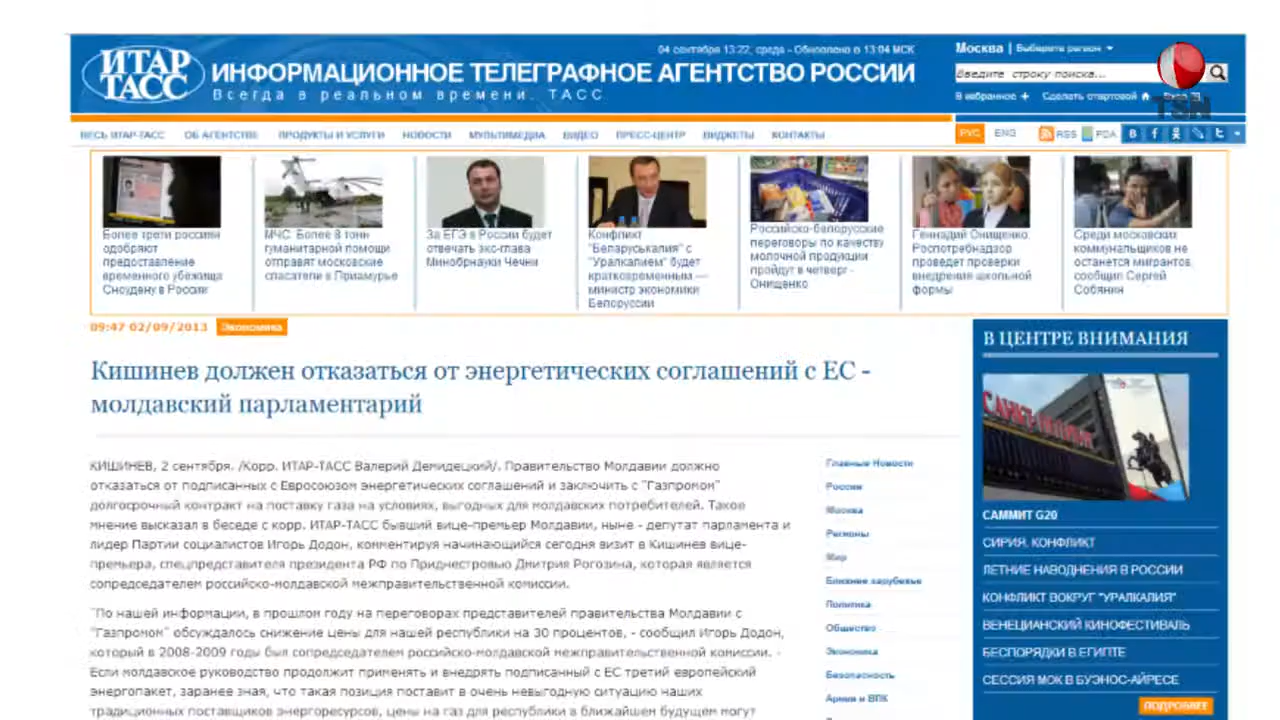 ИТАР
ТАСС
ИНФОРМАЦИОННОЕ ТЕЛЕГРАФНОЕ АГЕНТСТВО РОССИИ
Всегда в реальном времени. ТАСС
04 сентября 13:22, среда - Обновлено в 13:04 МСК
Москва | Выберите регион
Введите строку поиска...
В избранное + Сделать стартовой
TSN
ВЕСЬ ИТАР-ТАСС ОБ АГЕНТСТВЕ ПРОДУКТЫ И УСЛУГИ НОВОСТИ МУЛЬТИМЕДИА ВИДЕО ПРЕСС-ЦЕНТР ВИДЖЕТЫ КОНТАКТЫ
РУС ENG RSS PDA
Более трети россиян
одобряют
предоставление
временного убежища
Сноудену в России
МЧС: Более 8 тонн
гуманитарной помощи
отправят московские
спасатели в Приамурье
За ЕГЭ в России будет
отвечать экс-глава
Минобрнауки Чечни
Конфликт
"Беларуськалия" с
"Уралкалием" будет
кратковременным —
министр экономики
Белоруссии
Российско-белорусские
переговоры по качеству
молочной продукции
пройдут в четверг -
Онищенко
Геннадий Онищенко:
Роспотребнадзор
проведет проверки
внедрения школьной
формы
Среди московских
коммунальщиков не
останется мигрантов,
сообщил Сергей
Собянин
09:47 02/09/2013 Экономика
Кишинев должен отказаться от энергетических соглашений с ЕС -
молдавский парламентарий
КИШИНЕВ, 2 сентября. /Корр. ИТАР-ТАСС Валерий Демидецкий/. Правительство Молдавии должно
отказаться от подписанных с Евросоюзом энергетических соглашений и заключить с "Газпромом"
долгосрочный контракт на поставку газа на условиях, выгодных для молдавских потребителей. Такое
мнение высказал в беседе с корр. ИТАР-ТАСС бывший вице-премьер Молдавии, ныне - депутат парламента и
лидер Партии социалистов Игорь Додон, комментируя начинающийся сегодня визит в Кишинев вице-
премьера, спецпредставителя президента РФ по Приднестровью Дмитрия Рогозина, которая является
сопредседателем российско-молдавской межправительственной комиссии.
"По нашей информации, в прошлом году на переговорах представителей правительства Молдавии с
"Газпромом" обсуждалось снижение цены для нашей республики на 30 процентов, - сообщил Игорь Додон,
который в 2008-2009 годы был сопредседателем российско-молдавской межправительственной комиссии. -
Если молдавское руководство продолжит применять и внедрять подписанный с ЕС третий европейский
энергопакет, заранее зная, что такая позиция поставит в очень невыгодную ситуацию наших
традиционных поставщиков энергоресурсов, цены на газ для республики в ближайшем будущем могут
Главные Новости
Россия
Москва
Регионы
Мир
Ближнее зарубежье
Политика
Общество
Экономика
Безопасность
Армия и ВПК
В ЦЕНТРЕ ВНИМАНИЯ
САММИТ G20
СИРИЯ. КОНФЛИКТ
ЛЕТНИЕ НАВОДНЕНИЯ В РОССИИ
КОНФЛИКТ ВОКРУГ "УРАЛКАЛИЯ"
ВЕНЕЦИАНСКИЙ КИНОФЕСТИВАЛЬ
БЕСПОРЯДКИ В ЕГИПТЕ
СЕССИЯ МОК В БУЭНОС-АЙРЕСЕ
ПОДРОБНЕЕ